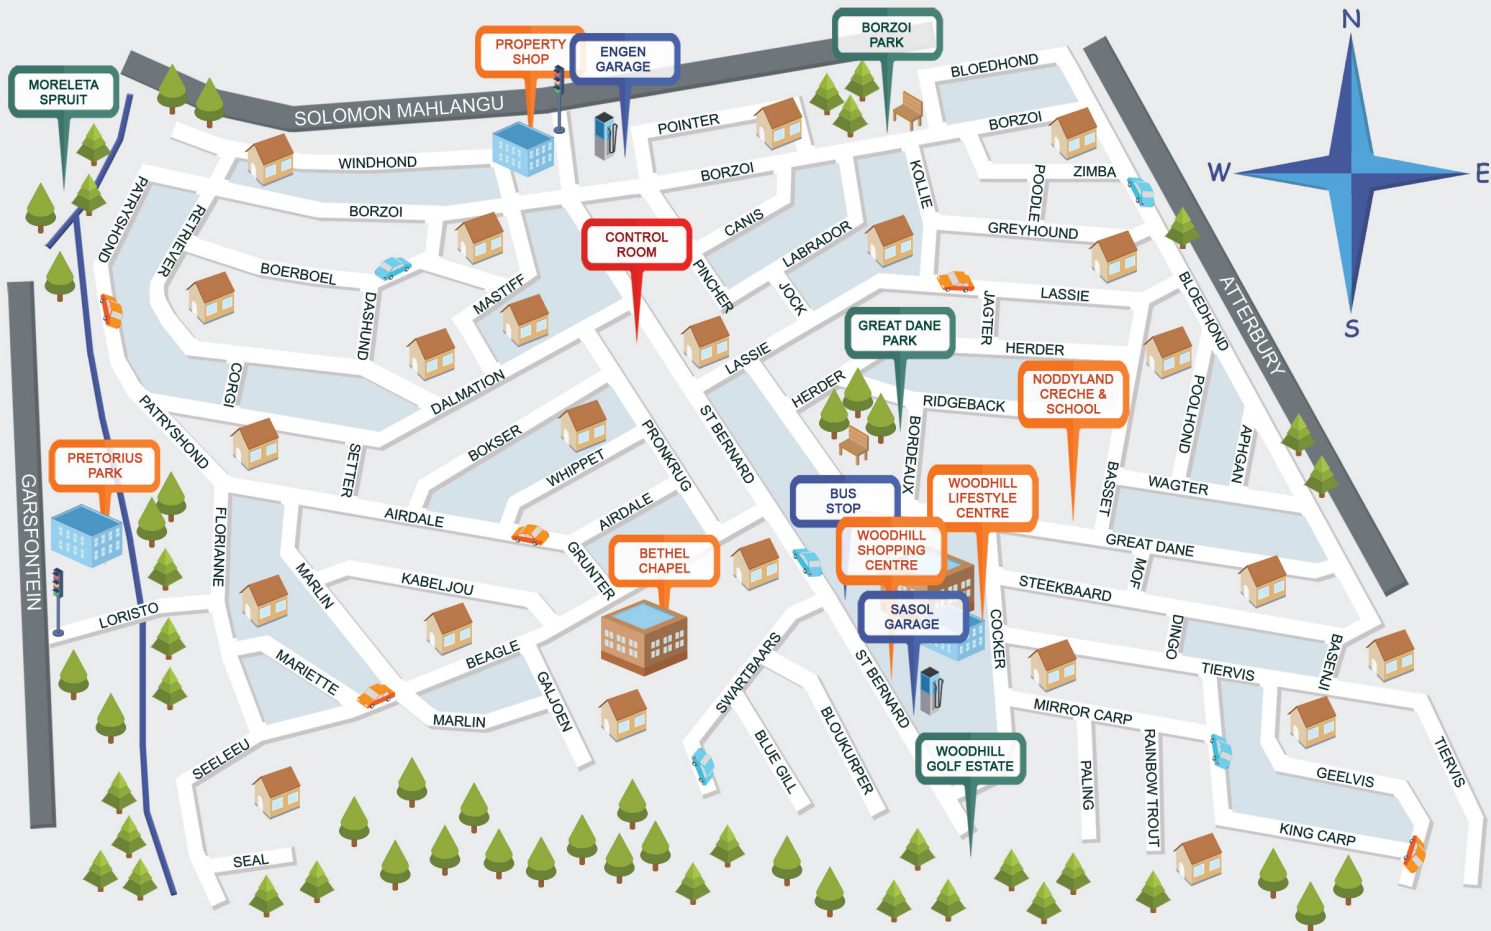 N
W
E
S
MORELETA
SPRUIT
PROPERTY
SHOP
ENGEN
GARAGE
BORZOI
PARK
BLOEDHOND
SOLOMON MAHLANGU
POINTER
BORZOI
WINDHOND
BORZOI
KOLLIE
POODLE
ZIMBA
PATRYSHOND
RETRIEVER
BORZOI
CANIS
GREYHOUND
CONTROL
ROOM
LABRADOR
BOERBOEL
MASTIFF
PINCHER
JOCK
JAGTER
LASSIE
BLOEDHOND
ATTERBURY
DASHUND
GREAT DANE
PARK
HERDER
LASSIE
CORGI
DALMATION
HERDER
RIDGEBACK
NODDYLAND
CRECHE &
SCHOOL
POOLHOND
PATRYSHOND
SETTER
BOKSER
WHIPPET
PRONKRUG
ST BERNARD
BORDEAUX
APHGAN
PRETORIUS
PARK
BASSET
WAGTER
GARSFONTEIN
BUS
STOP
WOODHILL
LIFESTYLE
CENTRE
FLORIANNE
AIRDALE
AIRDALE
WOODHILL
SHOPPING
CENTRE
GREAT DANE
GRUNTER
BETHEL
CHAPEL
MOF
KABELJOU
MARLIN
STEEKBAARD
LORISTO
SASOL
GARAGE
COCKER
DINGO
BASENJI
BEAGLE
MARIETTE
SWARTBAARS
ST BERNARD
TIERVIS
GALJOEN
MARLIN
MIRROR CARP
BLUE GILL
BLOUKURPER
WOODHILL
GOLF ESTATE
PALING
RAINBOW TROUT
TIERVIS
SEELEEU
GEELVIS
KING CARP
SEAL